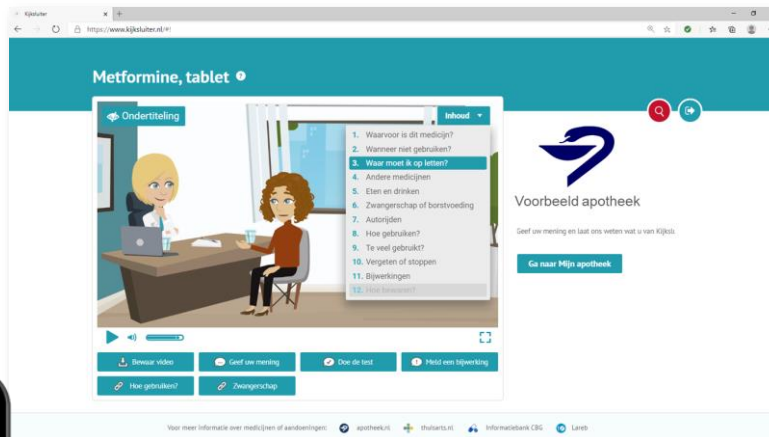 Kijksluiter
https://www.kijksluiter.nl/#!
Metformine, tablet ?
Ondertiteling
Inhoud
1. Waarvoor is dit medicijn?
2. Wanneer niet gebruiken?
3. Waar moet ik op letten?
4. Andere medicijnen
5. Eten en drinken
6. Zwangerschap of borstvoeding
7. Autorijden
8. Hoe gebruiken?
9. Te veel gebruikt?
10. Vergeten of stoppen
11. Bijwerkingen
12. Hoe bewaren?
Bewaar video
Geef uw mening
Doe de test
Meld een bijwerking
Hoe gebruiken?
Zwangerschap
Voorbeeld apotheek
Geef uw mening en laat ons weten wat u van Kijkslu
Ga naar Mijn apotheek
Voor meer informatie over medicijnen of aandoeningen:
apotheek.nl
thuisarts.nl
Informatiebank CBG
Lareb